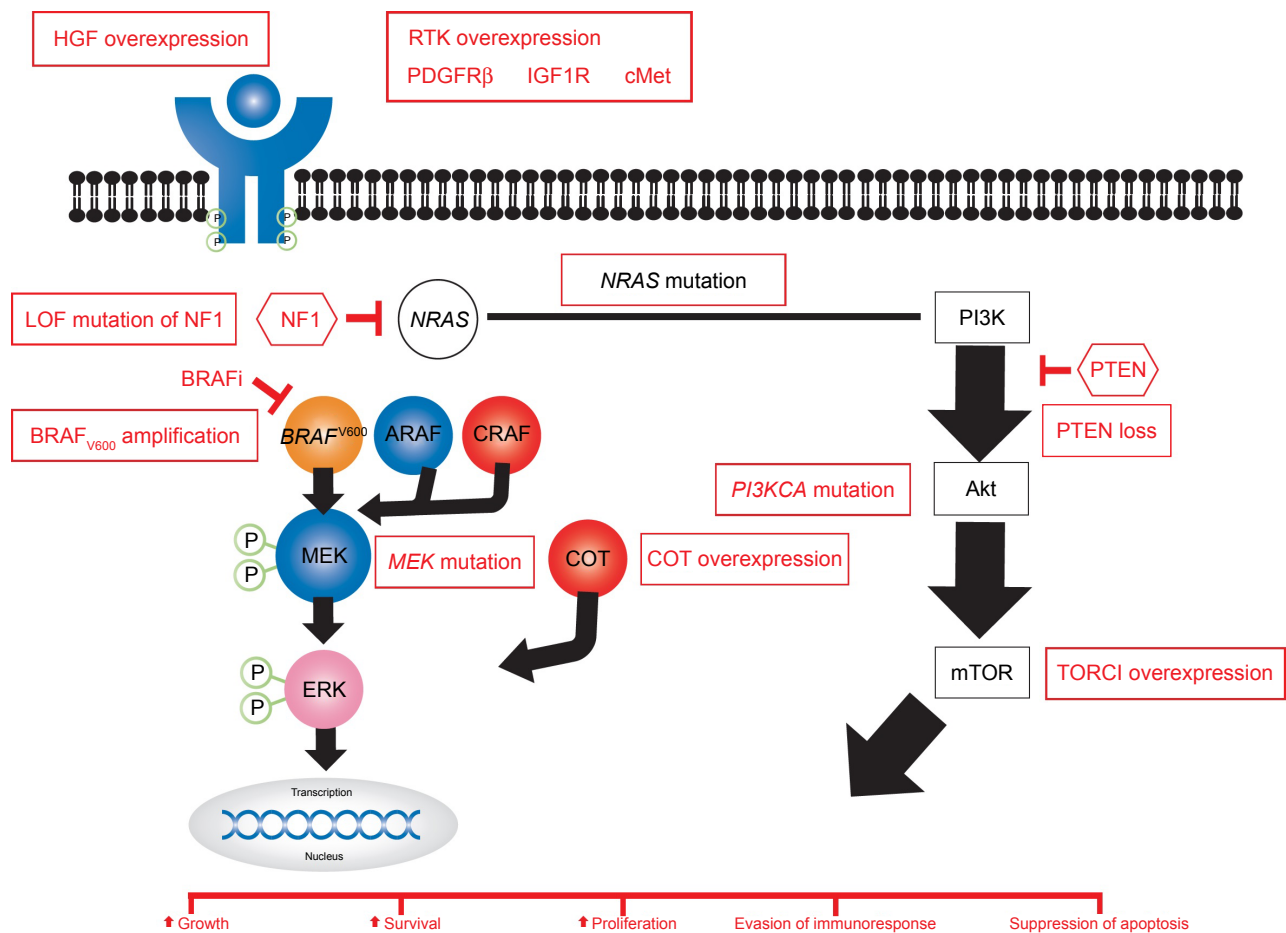 HGF overexpression
RTK overexpression
PDGFRβ IGF1R cMet
P
P
P
P
NRAS mutation
LOF mutation of NF1
NF1
NRAS
PI3K
PTEN
BRAFi
BRAFV600 amplification
BRAFV600
ARAF
CRAF
PTEN loss
PI3KCA mutation
Akt
P
P
MEK
MEK mutation
COT
COT overexpression
P
P
ERK
mTOR
TORCI overexpression
Transcription
Nucleus
Growth
Survival
Proliferation
Evasion of immunoresponse
Suppression of apoptosis